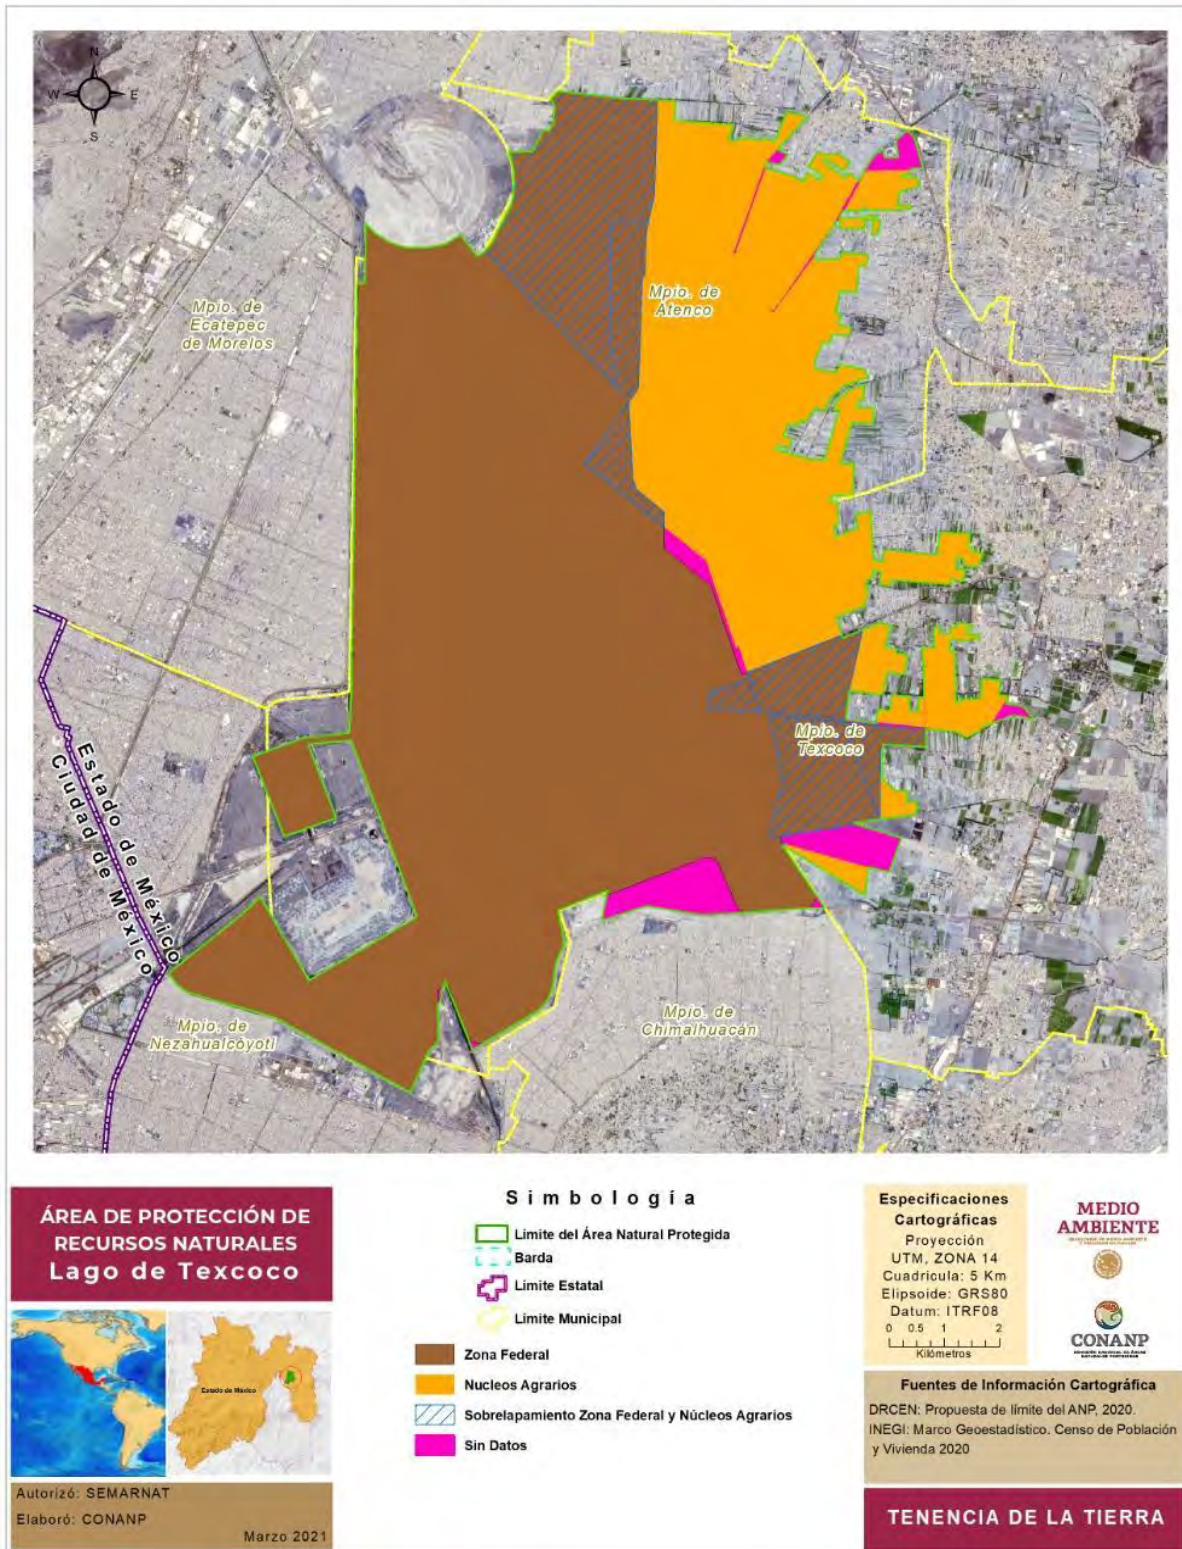 N
W E
S
Mpio. de
Ecatepec
de Morelos
Mpio. de
Atenco
Mpio. de
Texcoco
Estado de México
Ciudad de México
Mpio. de
Nezahualcóyotl
Mpio. de
Chimalhuacán
ÁREA DE PROTECCIÓN DE
RECURSOS NATURALES
Lago de Texcoco
Estado de México
Autorizó: SEMARNAT
Elaboró: CONANP
Marzo 2021
Simbología
Limite del Área Natural Protegida
Barda
Limite Estatal
Limite Municipal
Zona Federal
Nucleos Agrarios
Sobrelapamiento Zona Federal y Núcleos Agrarios
Sin Datos
Especificaciones
Cartográficas
Proyección
UTM, ZONA 14
Cuadricula: 5 Km
Elipsoide: GRS80
Datum: ITRF08
0 0.5 1 2
Kilómetros
MEDIO
AMBIENTE
CONANP
Fuentes de Información Cartográfica
DRCEN: Propuesta de límite del ANP, 2020.
INEGI: Marco Geoestadístico. Censo de Población
y Vivienda 2020
TENENCIA DE LA TIERRA